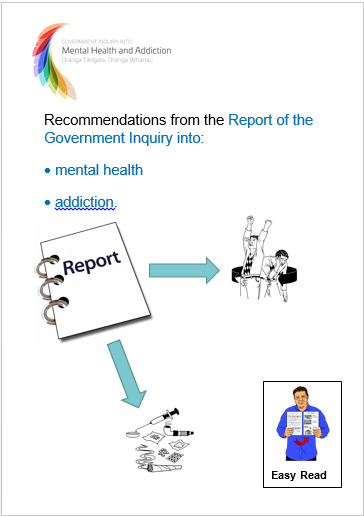 GOVERNMENT INQUIRY INTO
Mental Health and Addiction
Oranga Tāngata, Oranga Whānau
Recommendations from the Report of the
Government Inquiry into:
• mental health
• addiction.
Report
Easy Read